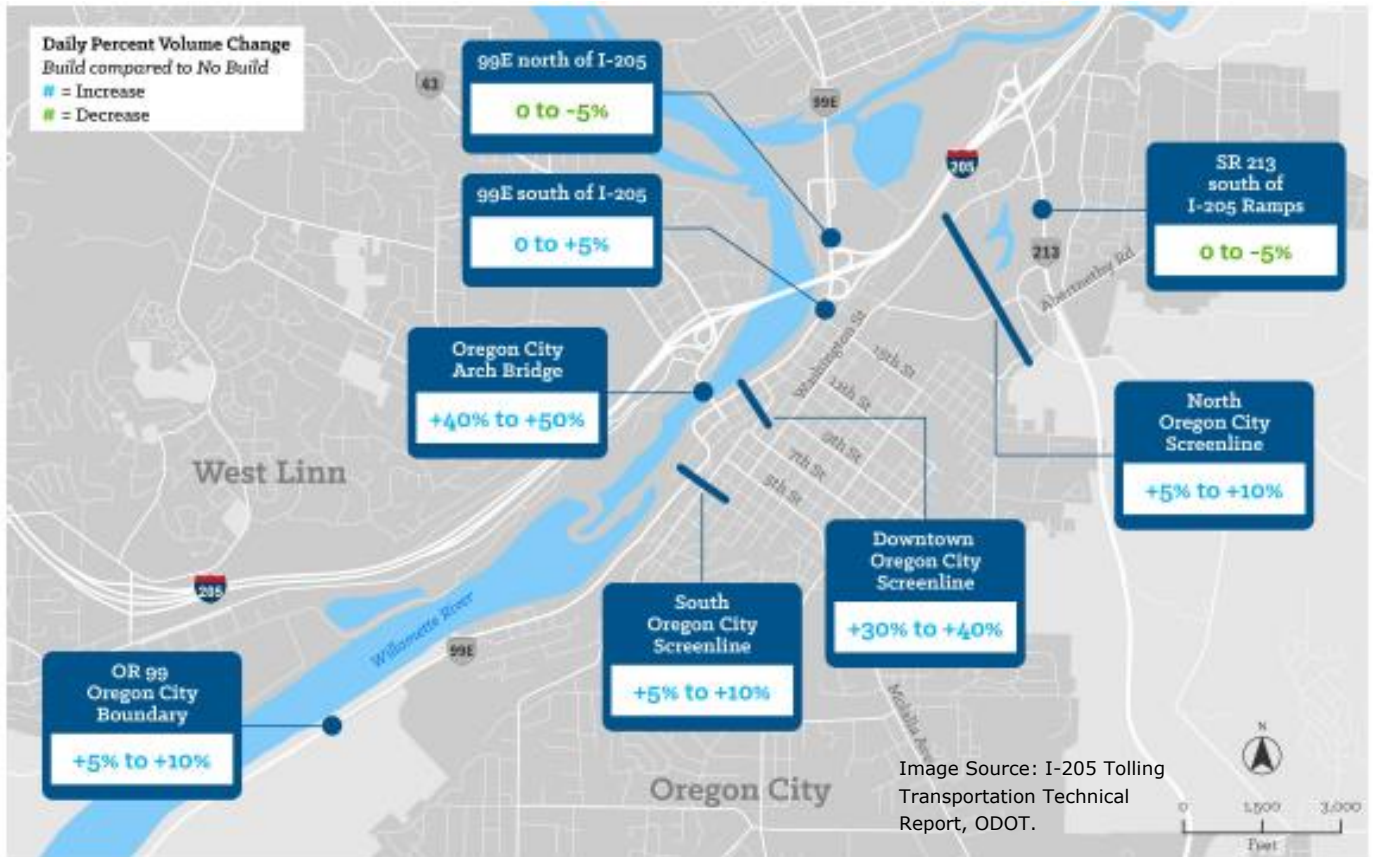 Daily Percent Volume Change
Build compared to No Build
# = Increase
# = Decrease
43
99E north of I-205
0 to -5%
99E
205
SR 213
south of
I-205 Ramps
0 to -5%
99E south of I-205
0 to +5%
213
Abernethy Rd
Oregon City
Arch Bridge
+40% to +50%
Washington St
15th St
12th St
9th St
7th St
5th St
North
Oregon City
Screenline
+5% to +10%
West Linn
Downtown
Oregon City
Screenline
+30% to +40%
205
South
Oregon City
Screenline
+5% to +10%
Willamette River
99E
OR 99
Oregon City
Boundary
+5% to +10%
Molalla Ave
Oregon City
Image Source: I-205 Tolling
Transportation Technical
Report, ODOT.
N
0 1,500 3,000
Feet